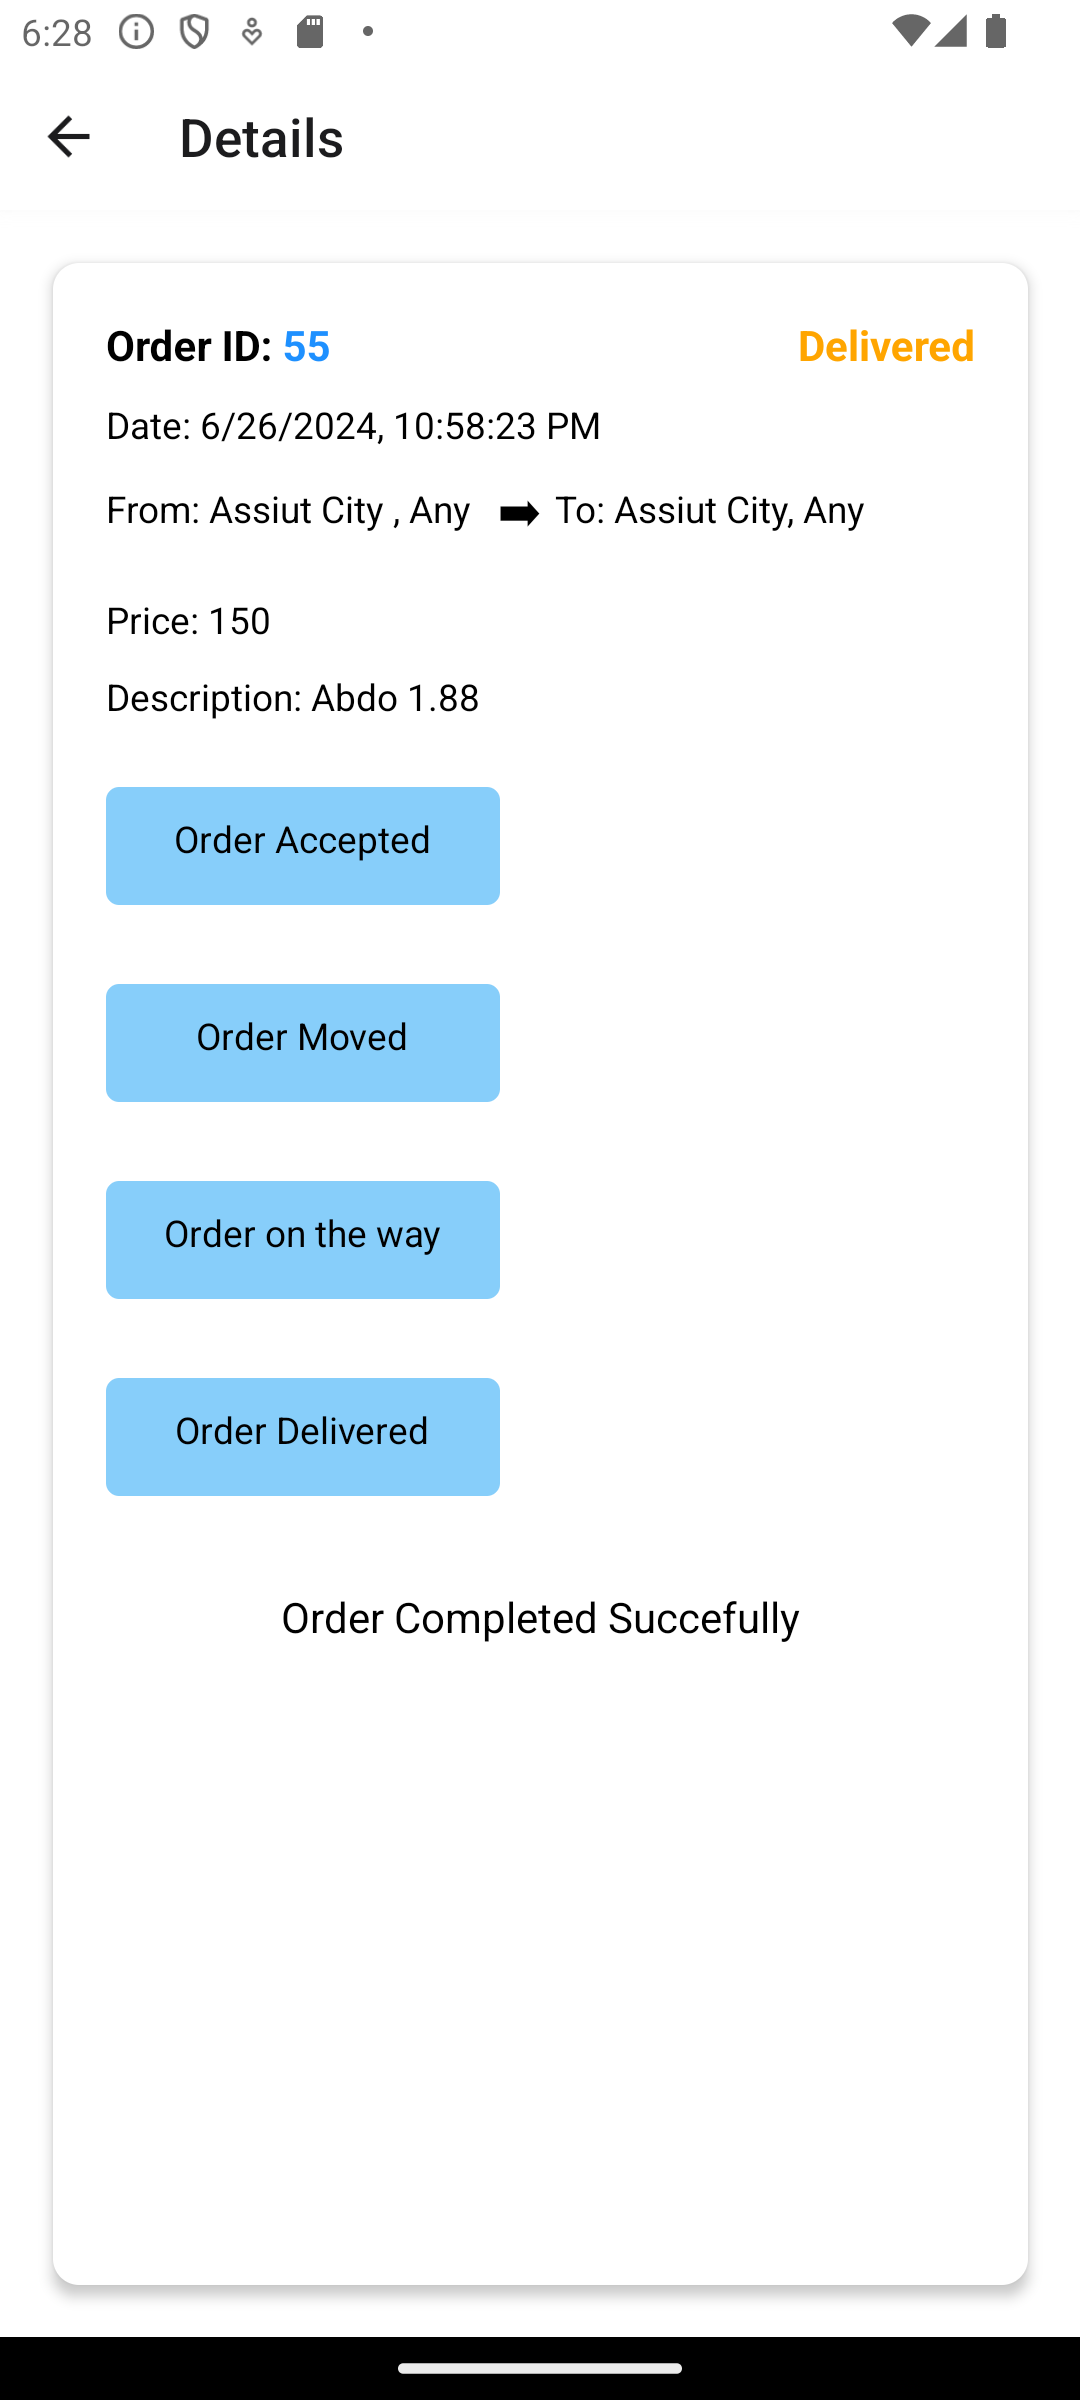 6:28
Details
Order ID: 55
Delivered
Date: 6/26/2024, 10:58:23 PM
From: Assiut City , Any ➡ To: Assiut City, Any
Price: 150
Description: Abdo 1.88
Order Accepted
Order Moved
Order on the way
Order Delivered
Order Completed Succefully